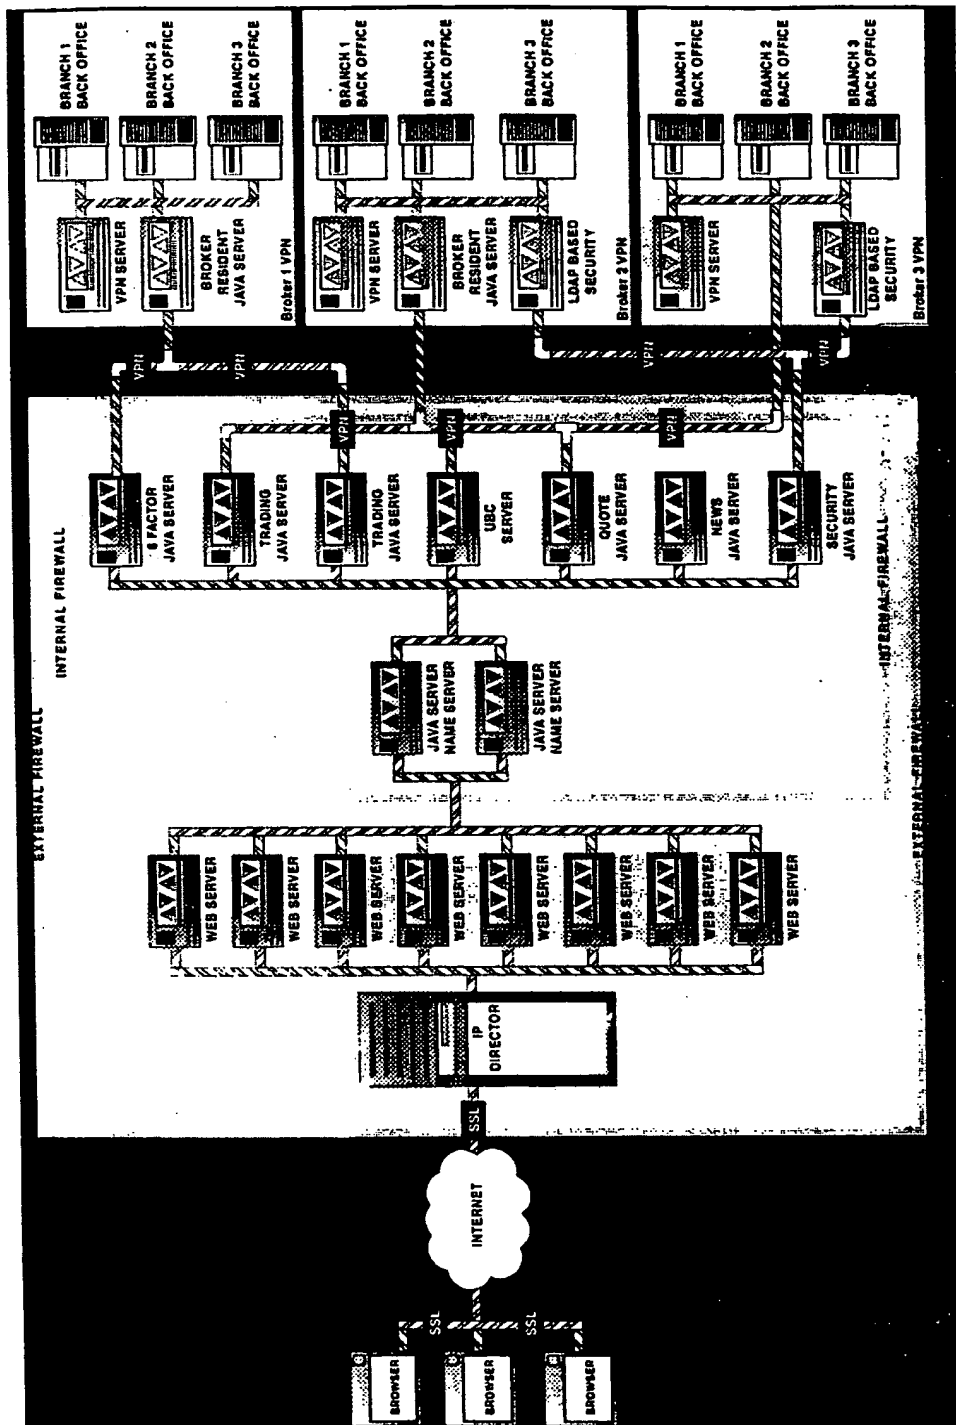 BROWSER
BROWSER
BROWSER
SSL
SSL
INTERNET
SSL
IP
DIRECTOR
EXTERNAL FIREWALL
EXTERNAL FIREWALL
WEB SERVER
WEB SERVER
WEB SERVER
WEB SERVER
WEB SERVER
WEB SERVER
WEB SERVER
WEB SERVER
JAVA SERVER
NAME SERVER
JAVA SERVER
NAME SERVER
INTERNAL FIREWALL
INTERNAL FIREWALL
6 FACTOR
JAVA SERVER
TRADING
JAVA SERVER
TRADING
JAVA SERVER
UBC
SERVER
QUOTE
JAVA SERVER
NEWS
JAVA SERVER
SECURITY
JAVA SERVER
VPN
VPN
VPN
VPN
VPN
VPN
VPN
VPN SERVER
BROKER
RESIDENT
JAVA SERVER
Broker 1 VPN
BRANCH 1
BACK OFFICE
BRANCH 2
BACK OFFICE
BRANCH 3
BACK OFFICE
VPN SERVER
BROKER
RESIDENT
JAVA SERVER
LDAP BASED
SECURITY
Broker 2 VPN
BRANCH 1
BACK OFFICE
BRANCH 2
BACK OFFICE
BRANCH 3
BACK OFFICE
VPN SERVER
LDAP BASED
SECURITY
Broker 3 VPN
BRANCH 1
BACK OFFICE
BRANCH 2
BACK OFFICE
BRANCH 3
BACK OFFICE